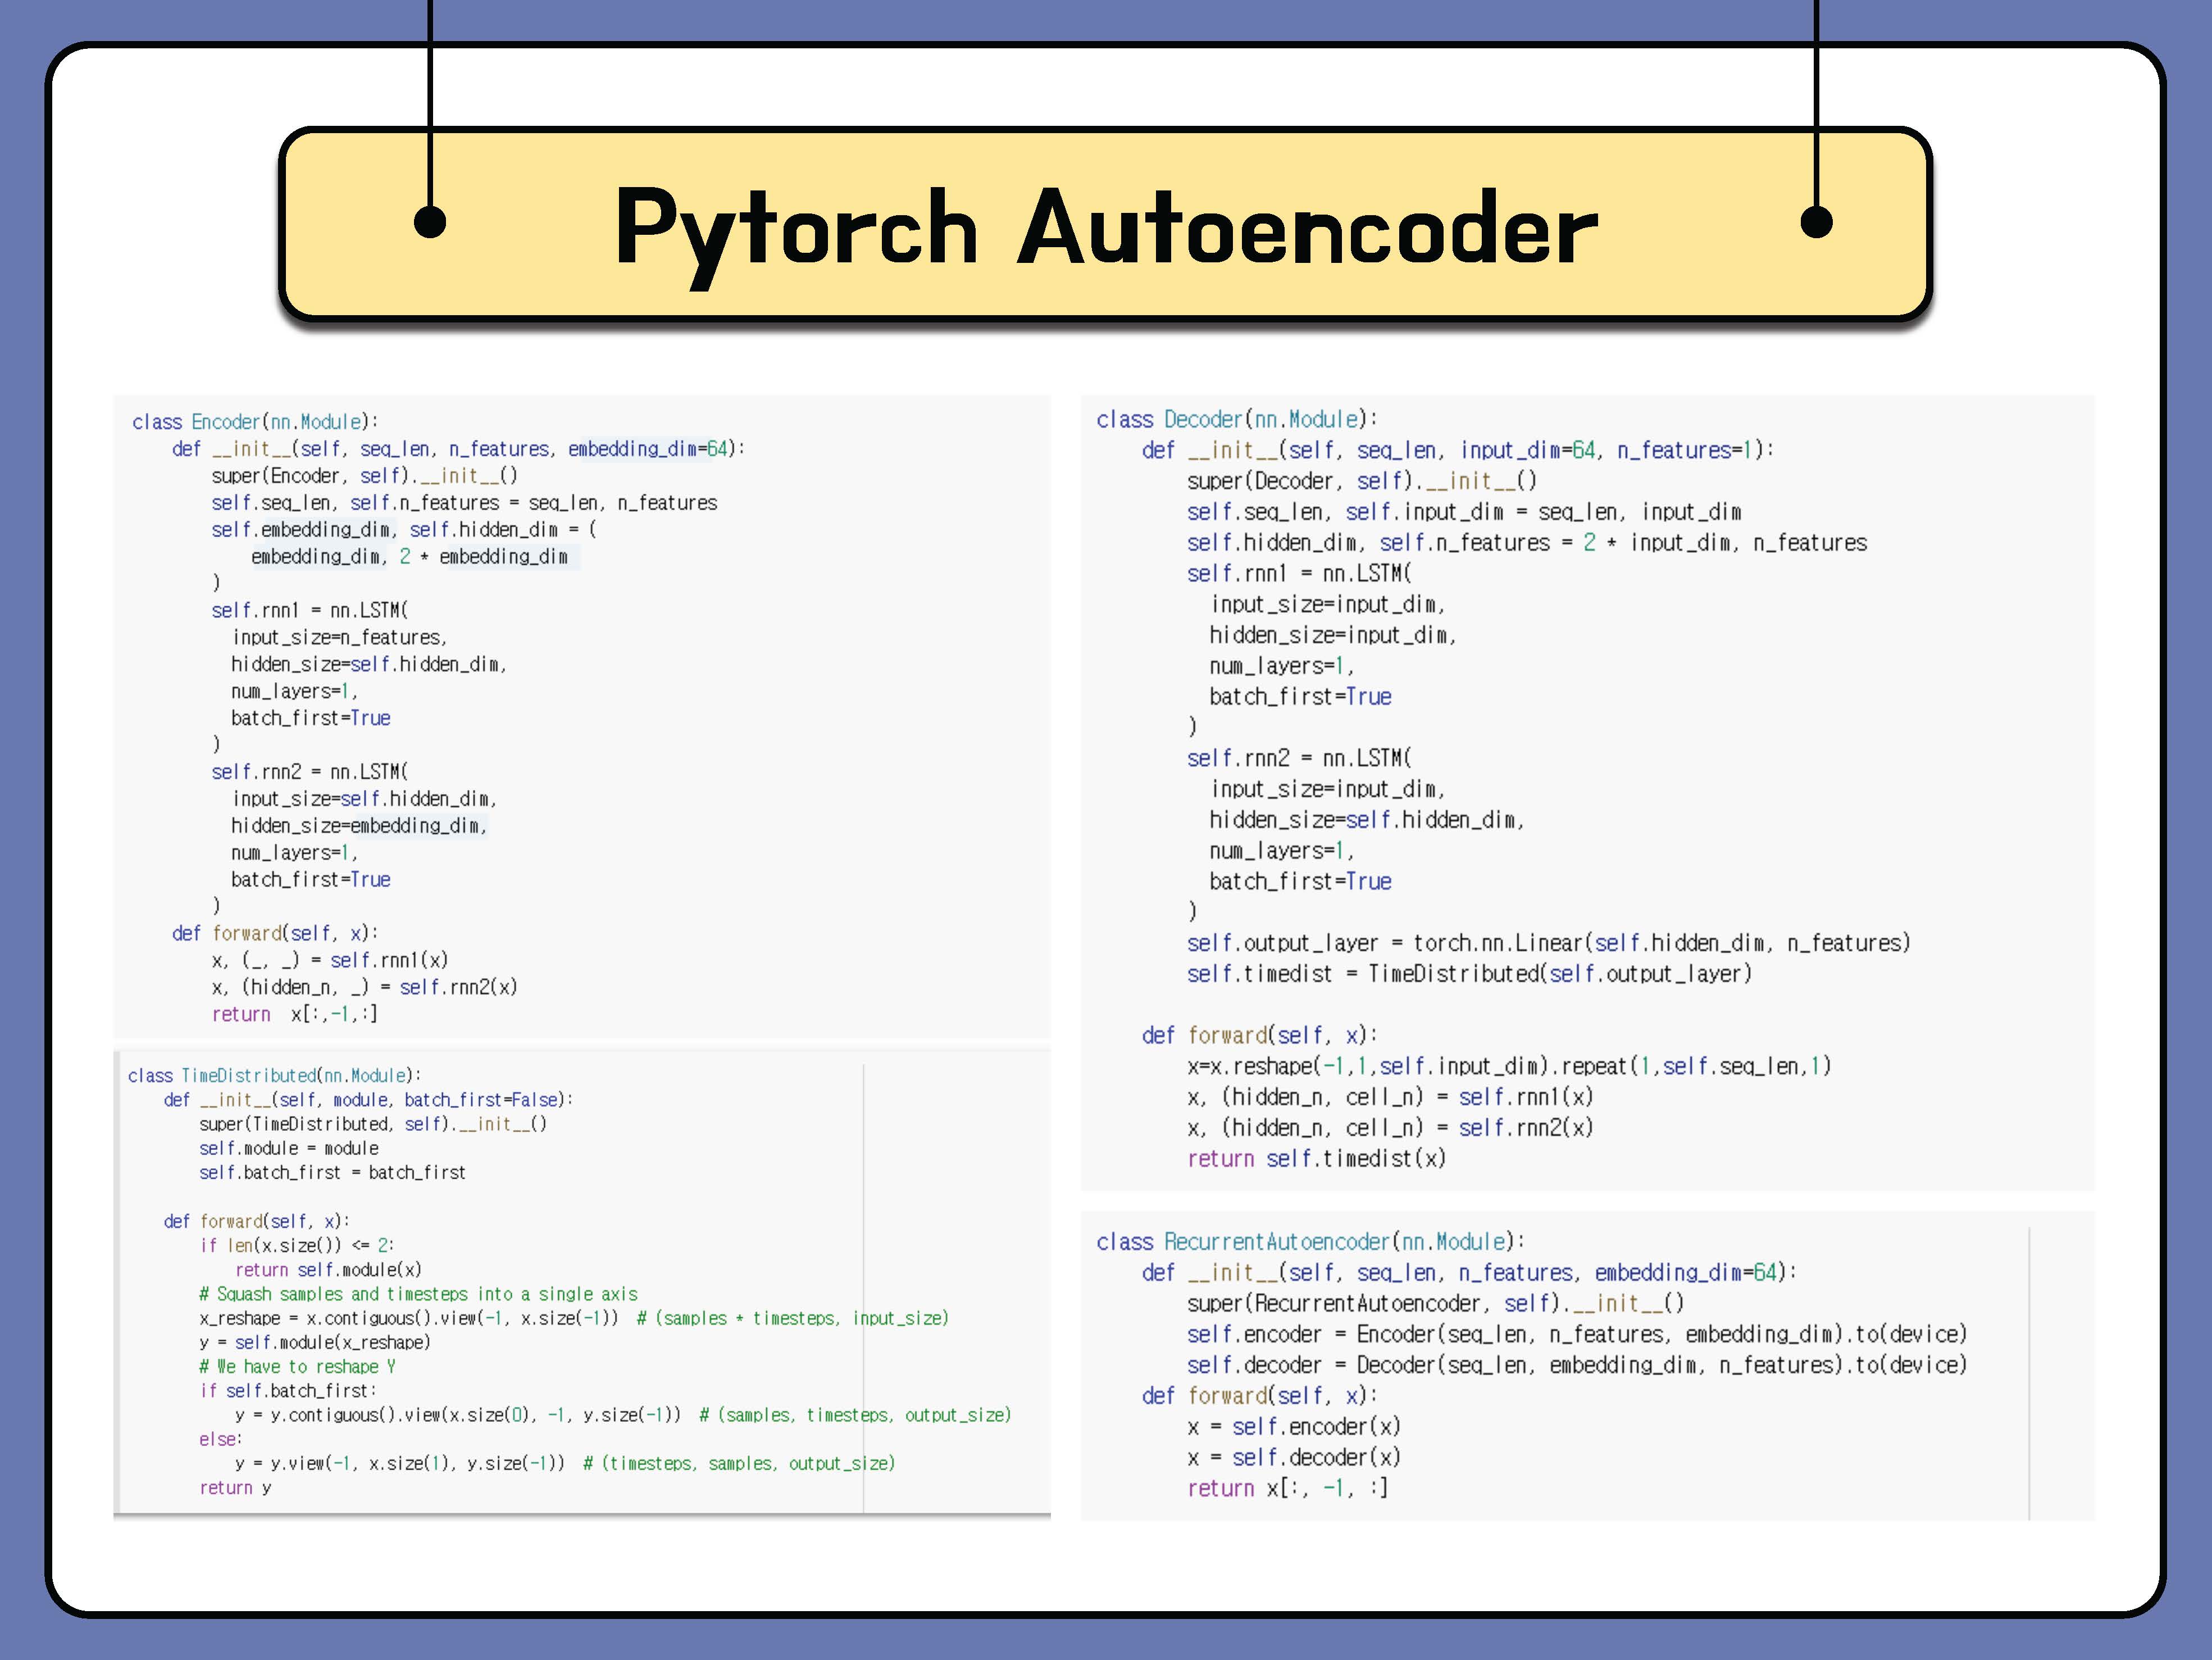 Pytorch Autoencoder
class Encoder(nn.Module):
    def __init__(self, seq_len, n_features, embedding_dim=64):
        super(Encoder, self).__init__()
        self.seq_len, self.n_features = seq_len, n_features
        self.embedding_dim, self.hidden_dim = (
            embedding_dim, 2 * embedding_dim
        )
        self.rnn1 = nn.LSTM(
          input_size=n_features,
          hidden_size=self.hidden_dim,
          num_layers=1,
          batch_first=True
        )
        self.rnn2 = nn.LSTM(
          input_size=self.hidden_dim,
          hidden_size=embedding_dim,
          num_layers=1,
          batch_first=True
        )
    def forward(self, x):
        x, (_, _) = self.rnn1(x)
        x, (hidden_n, _) = self.rnn2(x)
        return  x[:,-1,:]
class TimeDistributed(nn.Module):
    def __init__(self, module, batch_first=False):
        super(TimeDistributed, self).__init__()
        self.module = module
        self.batch_first = batch_first
    def forward(self, x):
        if len(x.size()) <= 2:
            return self.module(x)
        # Squash samples and timesteps into a single axis
        x_reshape = x.contiguous().view(-1, x.size(-1))  # (samples * timesteps, input_size)
        y = self.module(x_reshape)
        # We have to reshape Y
        if self.batch_first:
            y = y.contiguous().view(x.size(0), -1, y.size(-1))  # (samples, timesteps, output_size)
        else:
            y = y.view(-1, x.size(1), y.size(-1))  # (timesteps, samples, output_size)
        return y
class Decoder(nn.Module):
    def __init__(self, seq_len, input_dim=64, n_features=1):
        super(Decoder, self).__init__()
        self.seq_len, self.input_dim = seq_len, input_dim
        self.hidden_dim, self.n_features = 2 * input_dim, n_features
        self.rnn1 = nn.LSTM(
          input_size=input_dim,
          hidden_size=input_dim,
          num_layers=1,
          batch_first=True
        )
        self.rnn2 = nn.LSTM(
          input_size=input_dim,
          hidden_size=self.hidden_dim,
          num_layers=1,
          batch_first=True
        )
        self.output_layer = torch.nn.Linear(self.hidden_dim, n_features)
        self.timedist = TimeDistributed(self.output_layer)
    def forward(self, x):
        x=x.reshape(-1,1,self.input_dim).repeat(1,self.seq_len,1)
        x, (hidden_n, cell_n) = self.rnn1(x)
        x, (hidden_n, cell_n) = self.rnn2(x)
        return self.timedist(x)
class RecurrentAutoencoder(nn.Module):
    def __init__(self, seq_len, n_features, embedding_dim=64):
        super(RecurrentAutoencoder, self).__init__()
        self.encoder = Encoder(seq_len, n_features, embedding_dim).to(device)
        self.decoder = Decoder(seq_len, embedding_dim, n_features).to(device)
    def forward(self, x):
        x = self.encoder(x)
        x = self.decoder(x)
        return x[:, -1, :]